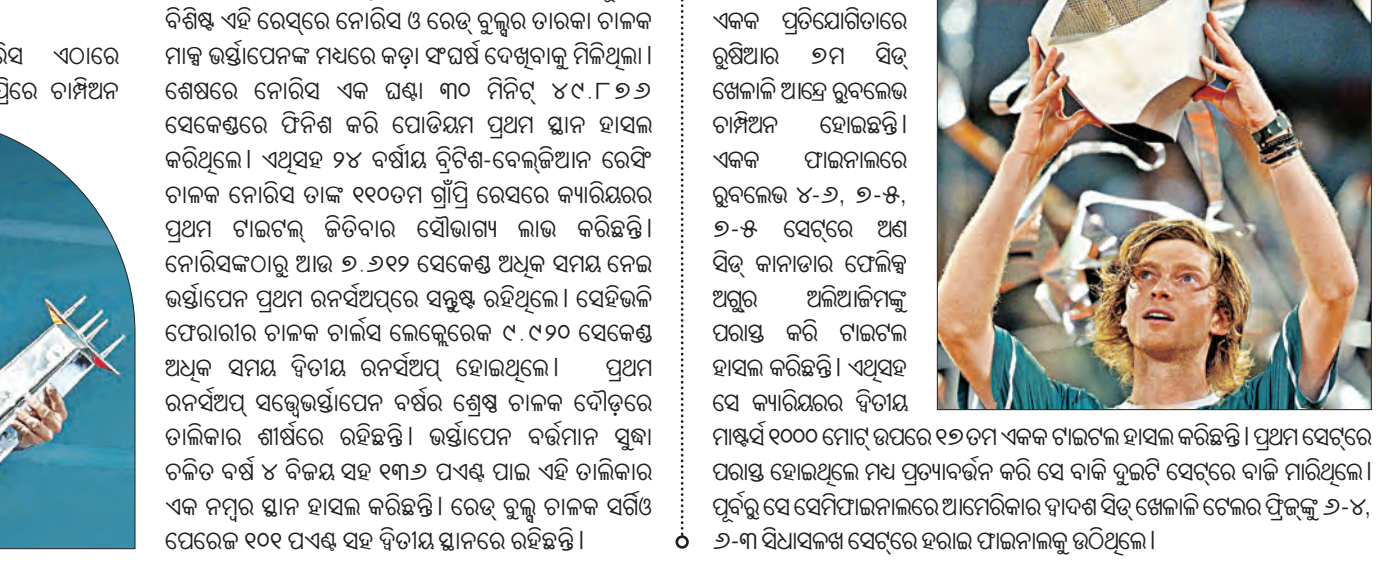 ରିସ ଏଠାରେ
ପ୍ରିରେ ଚାମ୍ପିଅନ
ବିଶିଷ୍ଟ ଏହି ରେସ୍‌ରେ ନୋରିସ ଓ ରେଡ୍ ବୁଲ୍ସର ତାରକା ଚାଳକ
ମାକ୍ସ ଭର୍ଷ୍ଟାପେନଙ୍କ ମଧ୍ୟରେ କଡ଼ା ସଂଘର୍ଷ ଦେଖିବାକୁ ମିଳିଥିଲା।
ଶେଷରେ ନୋରିସ ଏକ ଘଣ୍ଟା ୩୦ ମିନିଟ୍ ୪୯.୮୭୬
ସେକେଣ୍ଡରେ ଫିନିଶ କରି ପୋଡିୟମ ପ୍ରଥମ ସ୍ଥାନ ହାସଲ
କରିଥିଲେ। ଏଥିସହ ୨୪ ବର୍ଷୀୟ ବ୍ରିଟିଶ-ବେଲ୍‌ଜିଆନ ରେସିଂ
ଚାଳକ ନୋରିସ ତାଙ୍କ ୧୧୦ତମ ଗ୍ରାଁପ୍ରି ରେସରେ କ୍ୟାରିୟରର
ପ୍ରଥମ ଟାଇଟଲ୍ ଜିତିବାର ସୌଭାଗ୍ୟ ଲାଭ କରିଛନ୍ତି।
ନୋରିସଙ୍କଠାରୁ ଆଉ ୭.୬୧୨ ସେକେଣ୍ଡ ଅଧିକ ସମୟ ନେଇ
ଭର୍ଷ୍ଟାପେନ ପ୍ରଥମ ରନର୍ସଅପ୍‌ରେ ସନ୍ତୁଷ୍ଟ ରହିଥିଲେ। ସେହିଭଳି
ଫେରାରୀର ଚାଳକ ଚାର୍ଲସ ଲେକ୍ଲେରେକ ୯.୯୨୦ ସେକେଣ୍ଡ
ଅଧିକ ସମୟ ଦ୍ୱିତୀୟ ରନର୍ସଅପ୍ ହୋଇଥିଲେ। ପ୍ରଥମ
ରନର୍ସଅପ୍ ସତ୍ତ୍ୱେଭର୍ଷ୍ଟାପେନ ବର୍ଷର ଶ୍ରେଷ୍ଠ ଚାଳକ ଦୌଡ଼ରେ
ତାଲିକାର ଶୀର୍ଷରେ ରହିଛନ୍ତି। ଭର୍ଷ୍ଟାପେନ ବର୍ତ୍ତମାନ ସୁଦ୍ଧା
ଚଳିତ ବର୍ଷ ୪ ବିଜୟ ସହ ୧୩୬ ପଏଣ୍ଟ ପାଇ ଏହି ତାଲିକାର
ଏକ ନମ୍ବର ସ୍ଥାନ ହାସଲ କରିଛନ୍ତି। ରେଡ୍ ବୁଲ୍ସ ଚାଳକ ସର୍ଗିଓ
ପେରେଜ ୧୦୧ ପଏଣ୍ଟ ସହ ଦ୍ୱିତୀୟ ସ୍ଥାନରେ ରହିଛନ୍ତି।
ଏକକ ପ୍ରତିଯୋଗିତାରେ
ରୁଷିଆର ୭ମ ସିଡ୍
ଖେଳାଳି ଆନ୍ଦ୍ରେ ରୁବଲେଭ
ଚାମ୍ପିଅନ ହୋଇଛନ୍ତି।
ଏକକ ଫାଇନାଲରେ
ରୁବଲେଭ ୪-୬, ୭-୫,
୭-୫ ସେଟ୍‌ରେ ଅଣ
ସିଡ୍ କାନାଡାର ଫେଲିକ୍ସ
ଅଗୁର ଅଲିଆଜିମଙ୍କୁ
ପରାସ୍ତ କରି ଟାଇଟଲ
ହାସଲ କରିଛନ୍ତି। ଏଥିସହ
ସେ କ୍ୟାରିୟରର ଦ୍ୱିତୀୟ
ମାଷ୍ଟର୍ସ ୧୦୦୦ ମୋଟ୍ ଉପରେ ୧୭ତମ ଏକକ ଟାଇଟଲ ହାସଲ କରିଛନ୍ତି। ପ୍ରଥମ ସେଟ୍‌ରେ
ପରାସ୍ତ ହୋଇଥିଲେ ମଧ୍ୟ ପ୍ରତ୍ୟାବର୍ତ୍ତନ କରି ସେ ବାକି ଦୁଇଟି ସେଟ୍‌ରେ ବାଜି ମାରିଥିଲେ।
ପୂର୍ବରୁ ସେ ସେମିଫାଇନାଲରେ ଆମେରିକାର ଦ୍ୱାଦଶ ସିଡ୍ ଖେଳାଳି ଟେଲର ଫ୍ରିଜ୍‌ଙ୍କୁ ୬-୪,
୬-୩ ସିଧାସଳଖ ସେଟ୍‌ରେ ହରାଇ ଫାଇନାଲକୁ ଉଠିଥିଲେ।